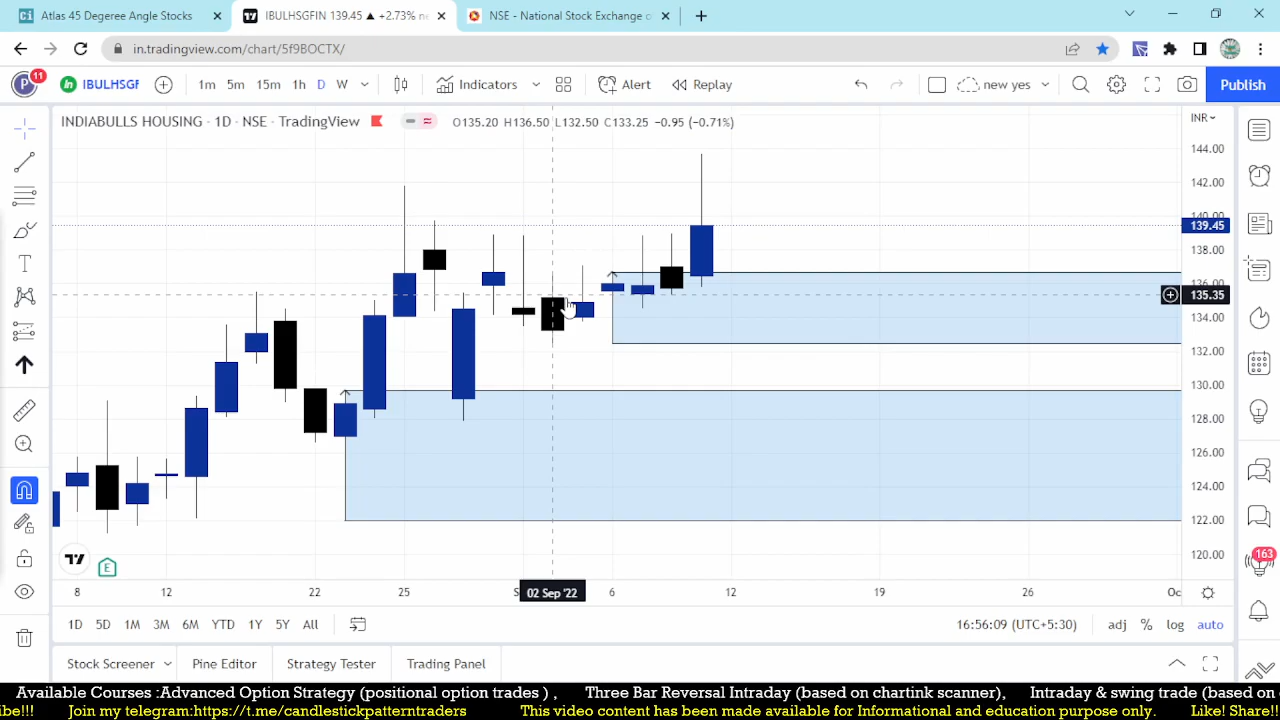 Atlas 45 Degeree Angle Stocks
IBULHSGFIN 139.45 ▲ +2.73%
NSE - National Stock Exchange
in.tradingview.com/chart/5f9BOCTX/
P 11 IBULHSGF 1m 5m 15m 1h D W Indicators Alert Replay new yes Publish
INDIABULLS HOUSING · 1D · NSE · TradingView O135.20 H136.50 L132.50 C133.25 −0.95 (−0.71%) INR
144.00
142.00
140.00
139.45
138.00
136.00
135.35
134.00
132.00
130.00
128.00
126.00
124.00
122.00
120.00
163
E
8 12 22 25 02 Sep '22 6 12 19 26 Oc
1D 5D 1M 3M 6M YTD 1Y 5Y All 16:56:09 (UTC+5:30) adj % log auto
Stock Screener Pine Editor Strategy Tester Trading Panel
Available Courses :Advanced Option Strategy (positional option trades ) , Three Bar Reversal Intraday (based on chartink scanner), Intraday & swing trade (based on
ibe!!! Join my telegram:https://t.me/candlestickpatterntraders This video content has been made available for Informational and education purpose only. Like! Share!!